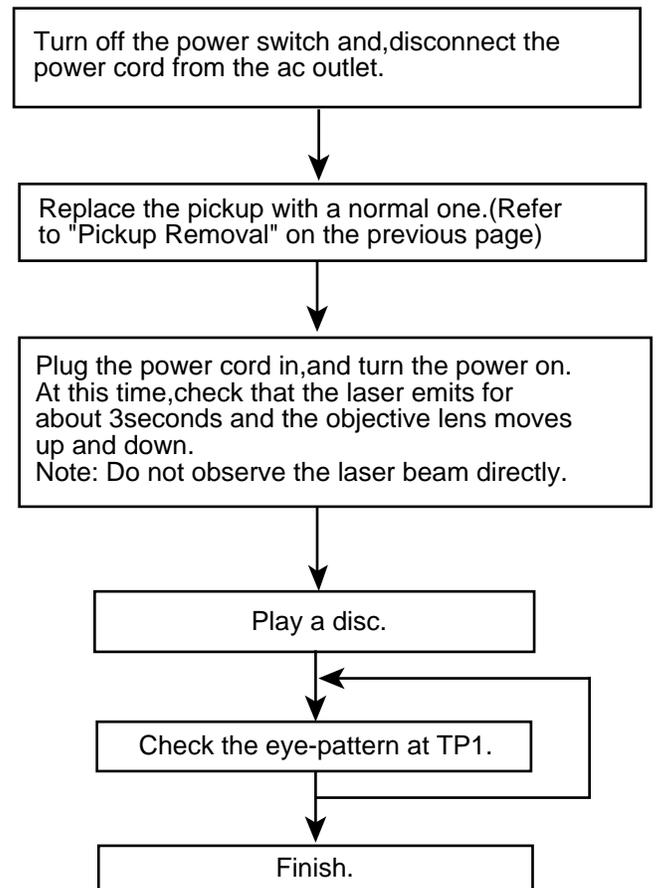 Turn off the power switch and,disconnect the
power cord from the ac outlet.
Replace the pickup with a normal one.(Refer
to "Pickup Removal" on the previous page)
Plug the power cord in,and turn the power on.
At this time,check that the laser emits for
about 3seconds and the objective lens moves
up and down.
Note: Do not observe the laser beam directly.
Play a disc.
Check the eye-pattern at TP1.
Finish.